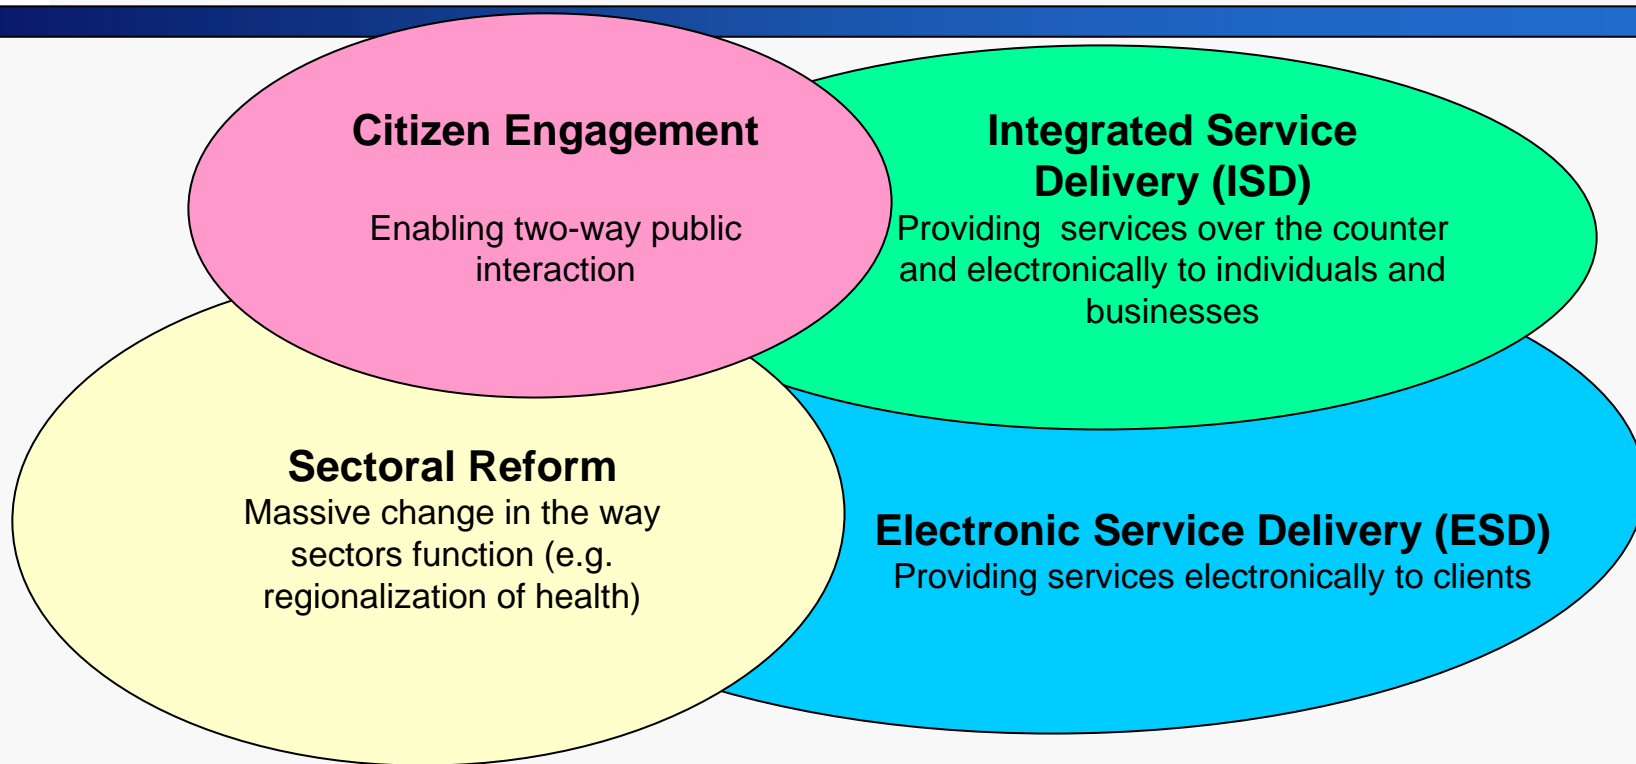 Citizen Engagement
Enabling two-way public
interaction
Integrated Service
Delivery (ISD)
Providing  services over the counter
and electronically to individuals and
businesses
Sectoral Reform
Massive change in the way
sectors function (e.g.
regionalization of health)
Electronic Service Delivery (ESD)
Providing services electronically to clients